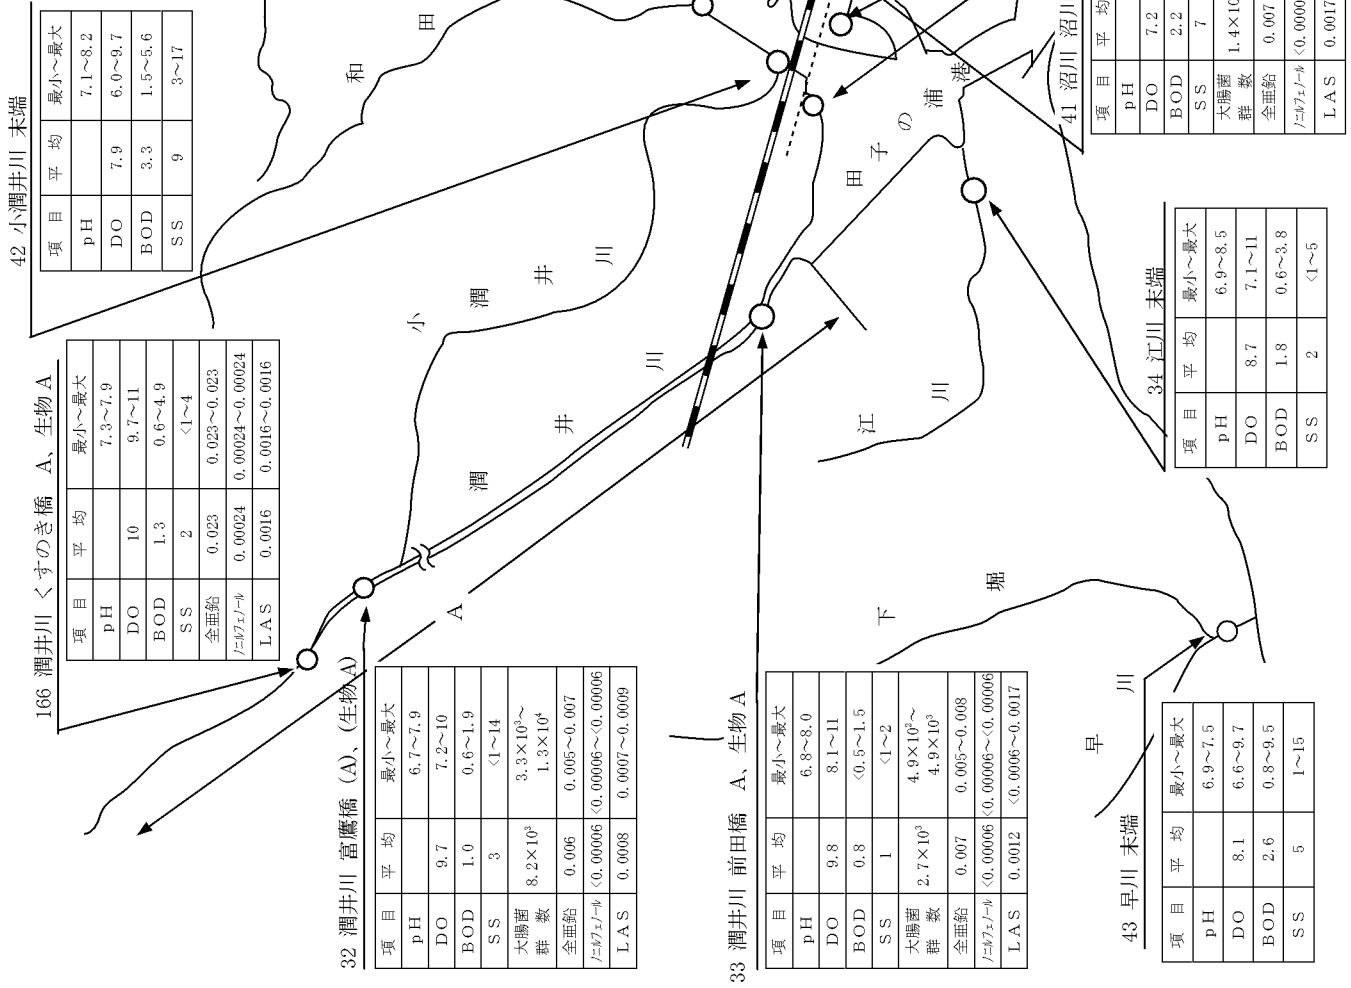 42 小潤井川 末端
項 目 平 均 最小～最大
pH 7.1～8.2
DO 7.9 6.0～9.7
BOD 3.3 1.5～5.6
SS 9 3～17
166 潤井川 くすのき橋 A、生物 A
項 目 平 均 最小～最大
pH 7.3～7.9
DO 10 9.7～11
BOD 1.3 0.6～4.9
SS 2 <1～4
全亜鉛 0.023 0.023～0.023
ノニルフェノール 0.00024 0.00024～0.00024
LAS 0.0016 0.0016～0.0016
32 潤井川 富鷹橋 (A)、(生物 A)
項 目 平 均 最小～最大
pH 6.7～7.9
DO 9.7 7.2～10
BOD 1.0 0.6～1.9
SS 3 <1～14
大腸菌
群 数 8.2×10³ 3.3×10³～
1.3×10⁴
全亜鉛 0.006 0.005～0.007
ノニルフェノール <0.00006 <0.00006～<0.00006
LAS 0.0008 0.0007～0.0009
33 潤井川 前田橋 A、生物 A
項 目 平 均 最小～最大
pH 6.8～8.0
DO 9.8 8.1～11
BOD 0.8 <0.5～1.5
SS 1 <1～2
大腸菌
群 数 2.7×10³ 4.9×10²～
4.9×10³
全亜鉛 0.007 0.005～0.008
ノニルフェノール <0.00006 <0.00006～<0.00006
LAS 0.0012 <0.0006～0.0017
43 早川 末端
項 目 平 均 最小～最大
pH 6.9～7.5
DO 8.1 6.6～9.7
BOD 2.6 0.8～9.5
SS 5 1～15
34 江川 末端
項 目 平 均 最小～最大
pH 6.9～8.5
DO 8.7 7.1～11
BOD 1.8 0.6～3.8
SS 2 <1～5
41 沼川 沼川
項 目 平 均
pH
DO 7.2
BOD 2.2
SS 7
大腸菌
群 数 1.4×10
全亜鉛 0.007
ノニルフェノール <0.0000
LAS 0.0017
和 田
小 潤 井 川
潤 井 川
田 子 の 浦 港
江 川
下 堀
早 川
A